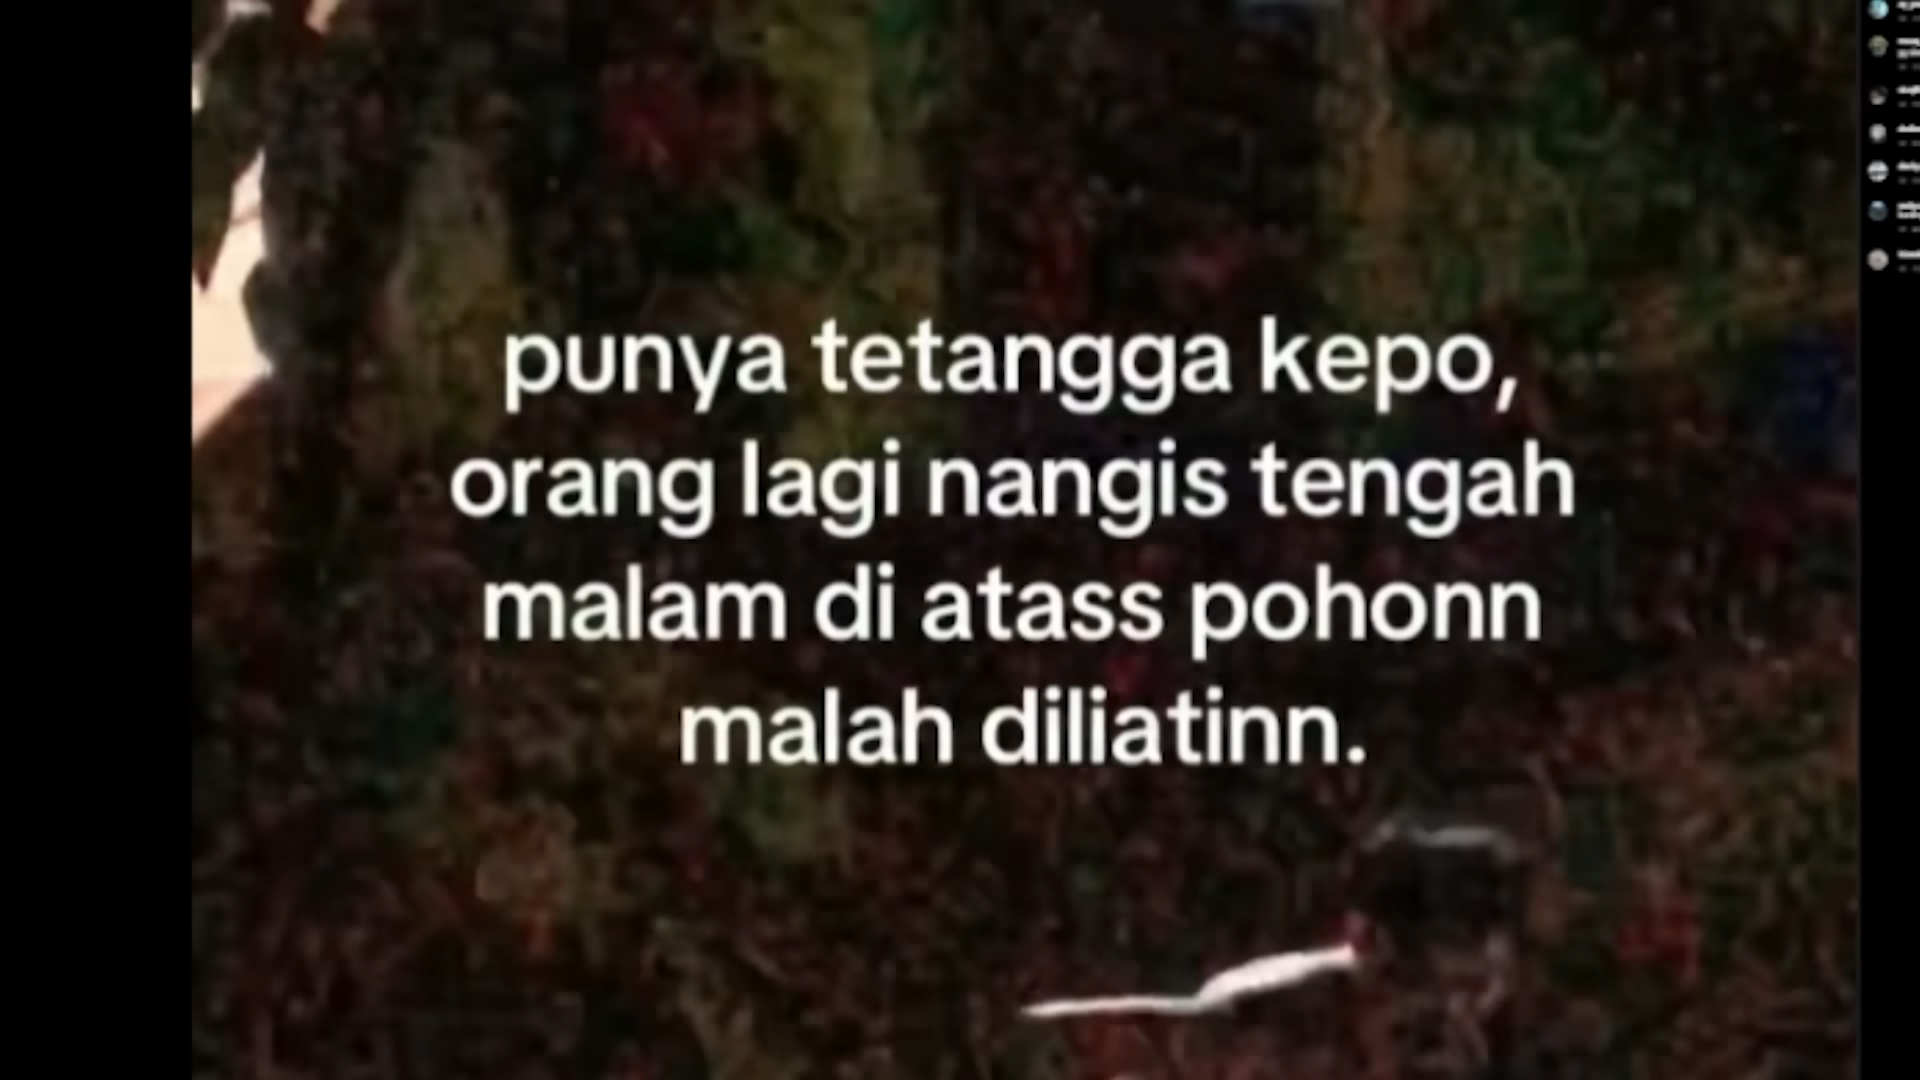 punya tetangga kepo,
orang lagi nangis tengah
malam di atass pohonn
malah diliatinn.